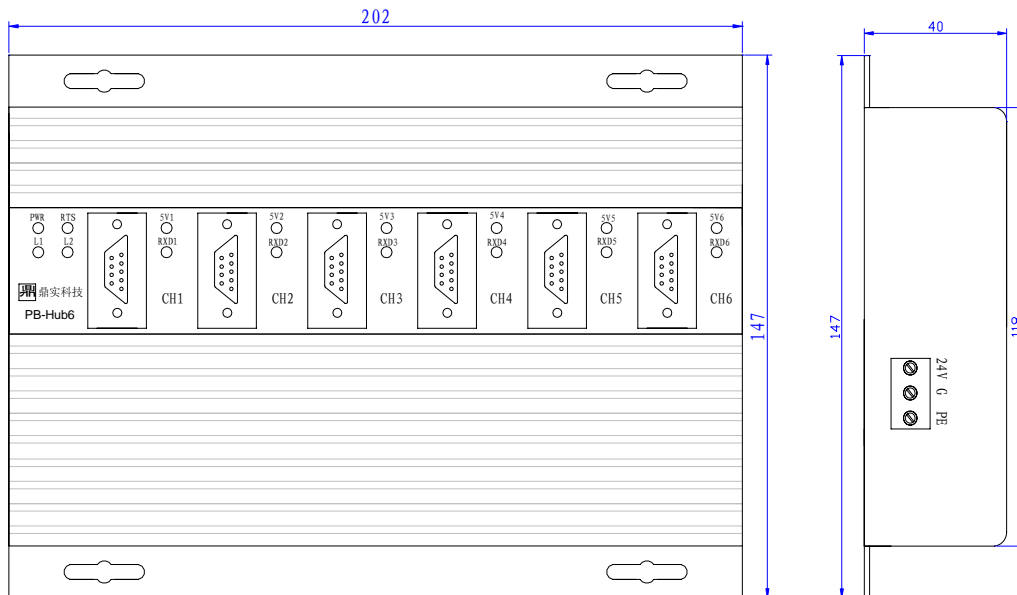 202
40
PWR RTS 5V1 5V2 5V3 5V4 5V5 5V6
L1 L2 RXD1 RXD2 RXD3 RXD4 RXD5 RXD6
鼎 鼎实科技 CH1 CH2 CH3 CH4 CH5 CH6
PB-Hub6
147
147
24V G PE